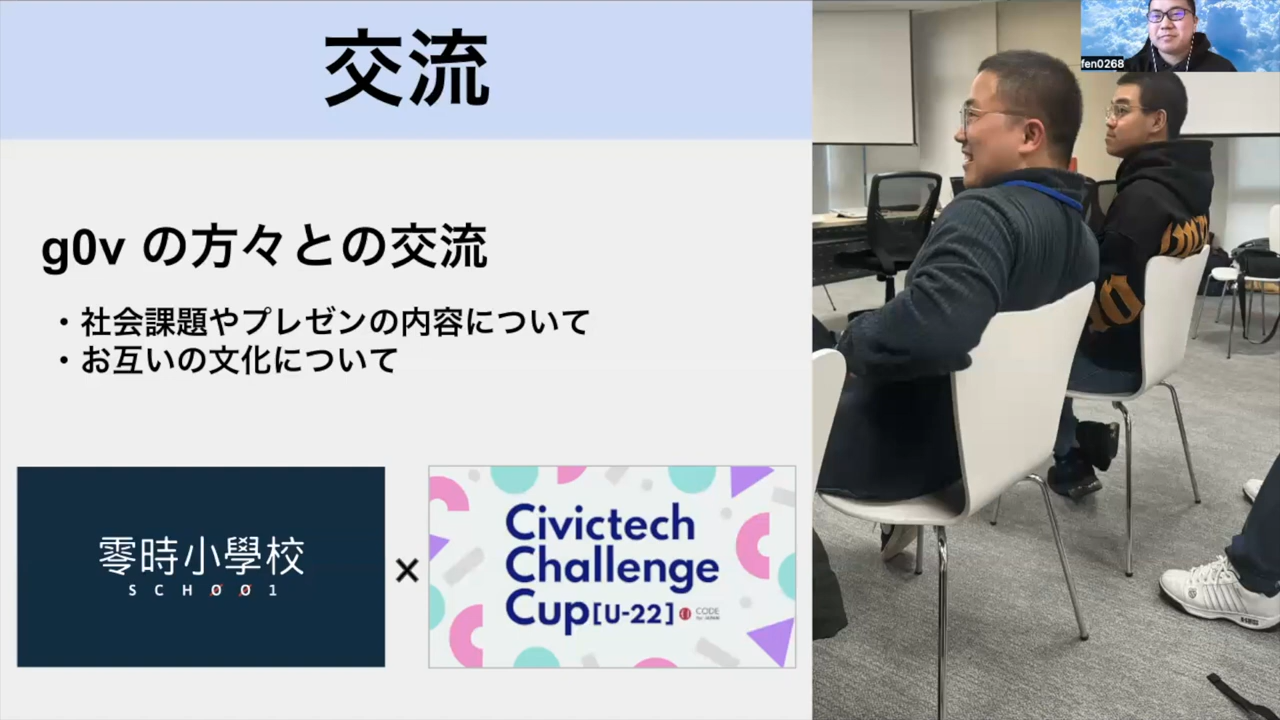 交流
fen0268
g0v の方々との交流
・社会課題やプレゼンの内容について
・お互いの文化について
零時小學校
SCH001
×
Civictech
Challenge
Cup[U-22]
CODE
for JAPAN